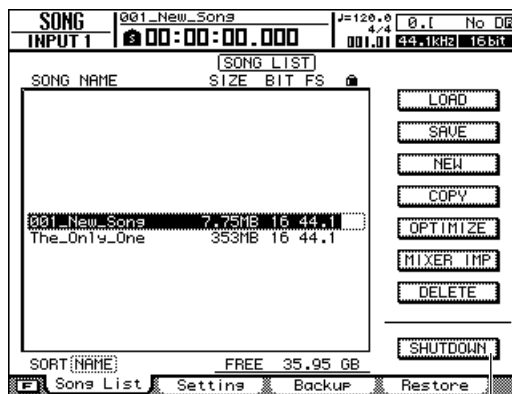 SONG 001_New_Song ♩=120.0 4/4 0.[ No D
INPUT 1 S 00:00:00.000 001.01 44.1kHz 16bit
SONG LIST
SONG NAME SIZE BIT FS
001_New_Song 7.75MB 16 44.1
The_Only_One 353MB 16 44.1
LOAD
SAVE
NEW
COPY
OPTIMIZE
MIXER IMP
DELETE
SHUTDOWN
SORT NAME FREE 35.95 GB
F Song List Setting Backup Restore